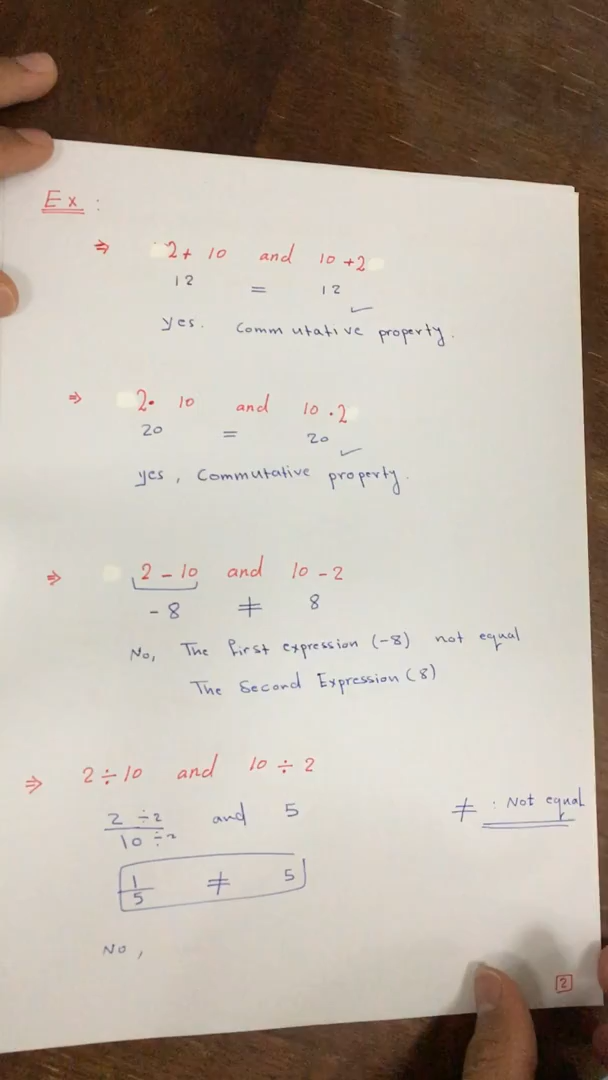 Ex :
⇒ 2 + 10 and 10 + 2
12 = 12 ✓
yes. Commutative property.
⇒ 2 · 10 and 10 · 2
20 = 20 ✓
yes, Commutative property.
⇒ 2 - 10 and 10 - 2
-8 ≠ 8
No, The first expression (-8) not equal
The Second Expression (8)
⇒ 2 ÷ 10 and 10 ÷ 2
2 ÷2 / 10 ÷2 and 5
≠ : Not equal
1/5 ≠ 5
No,
2